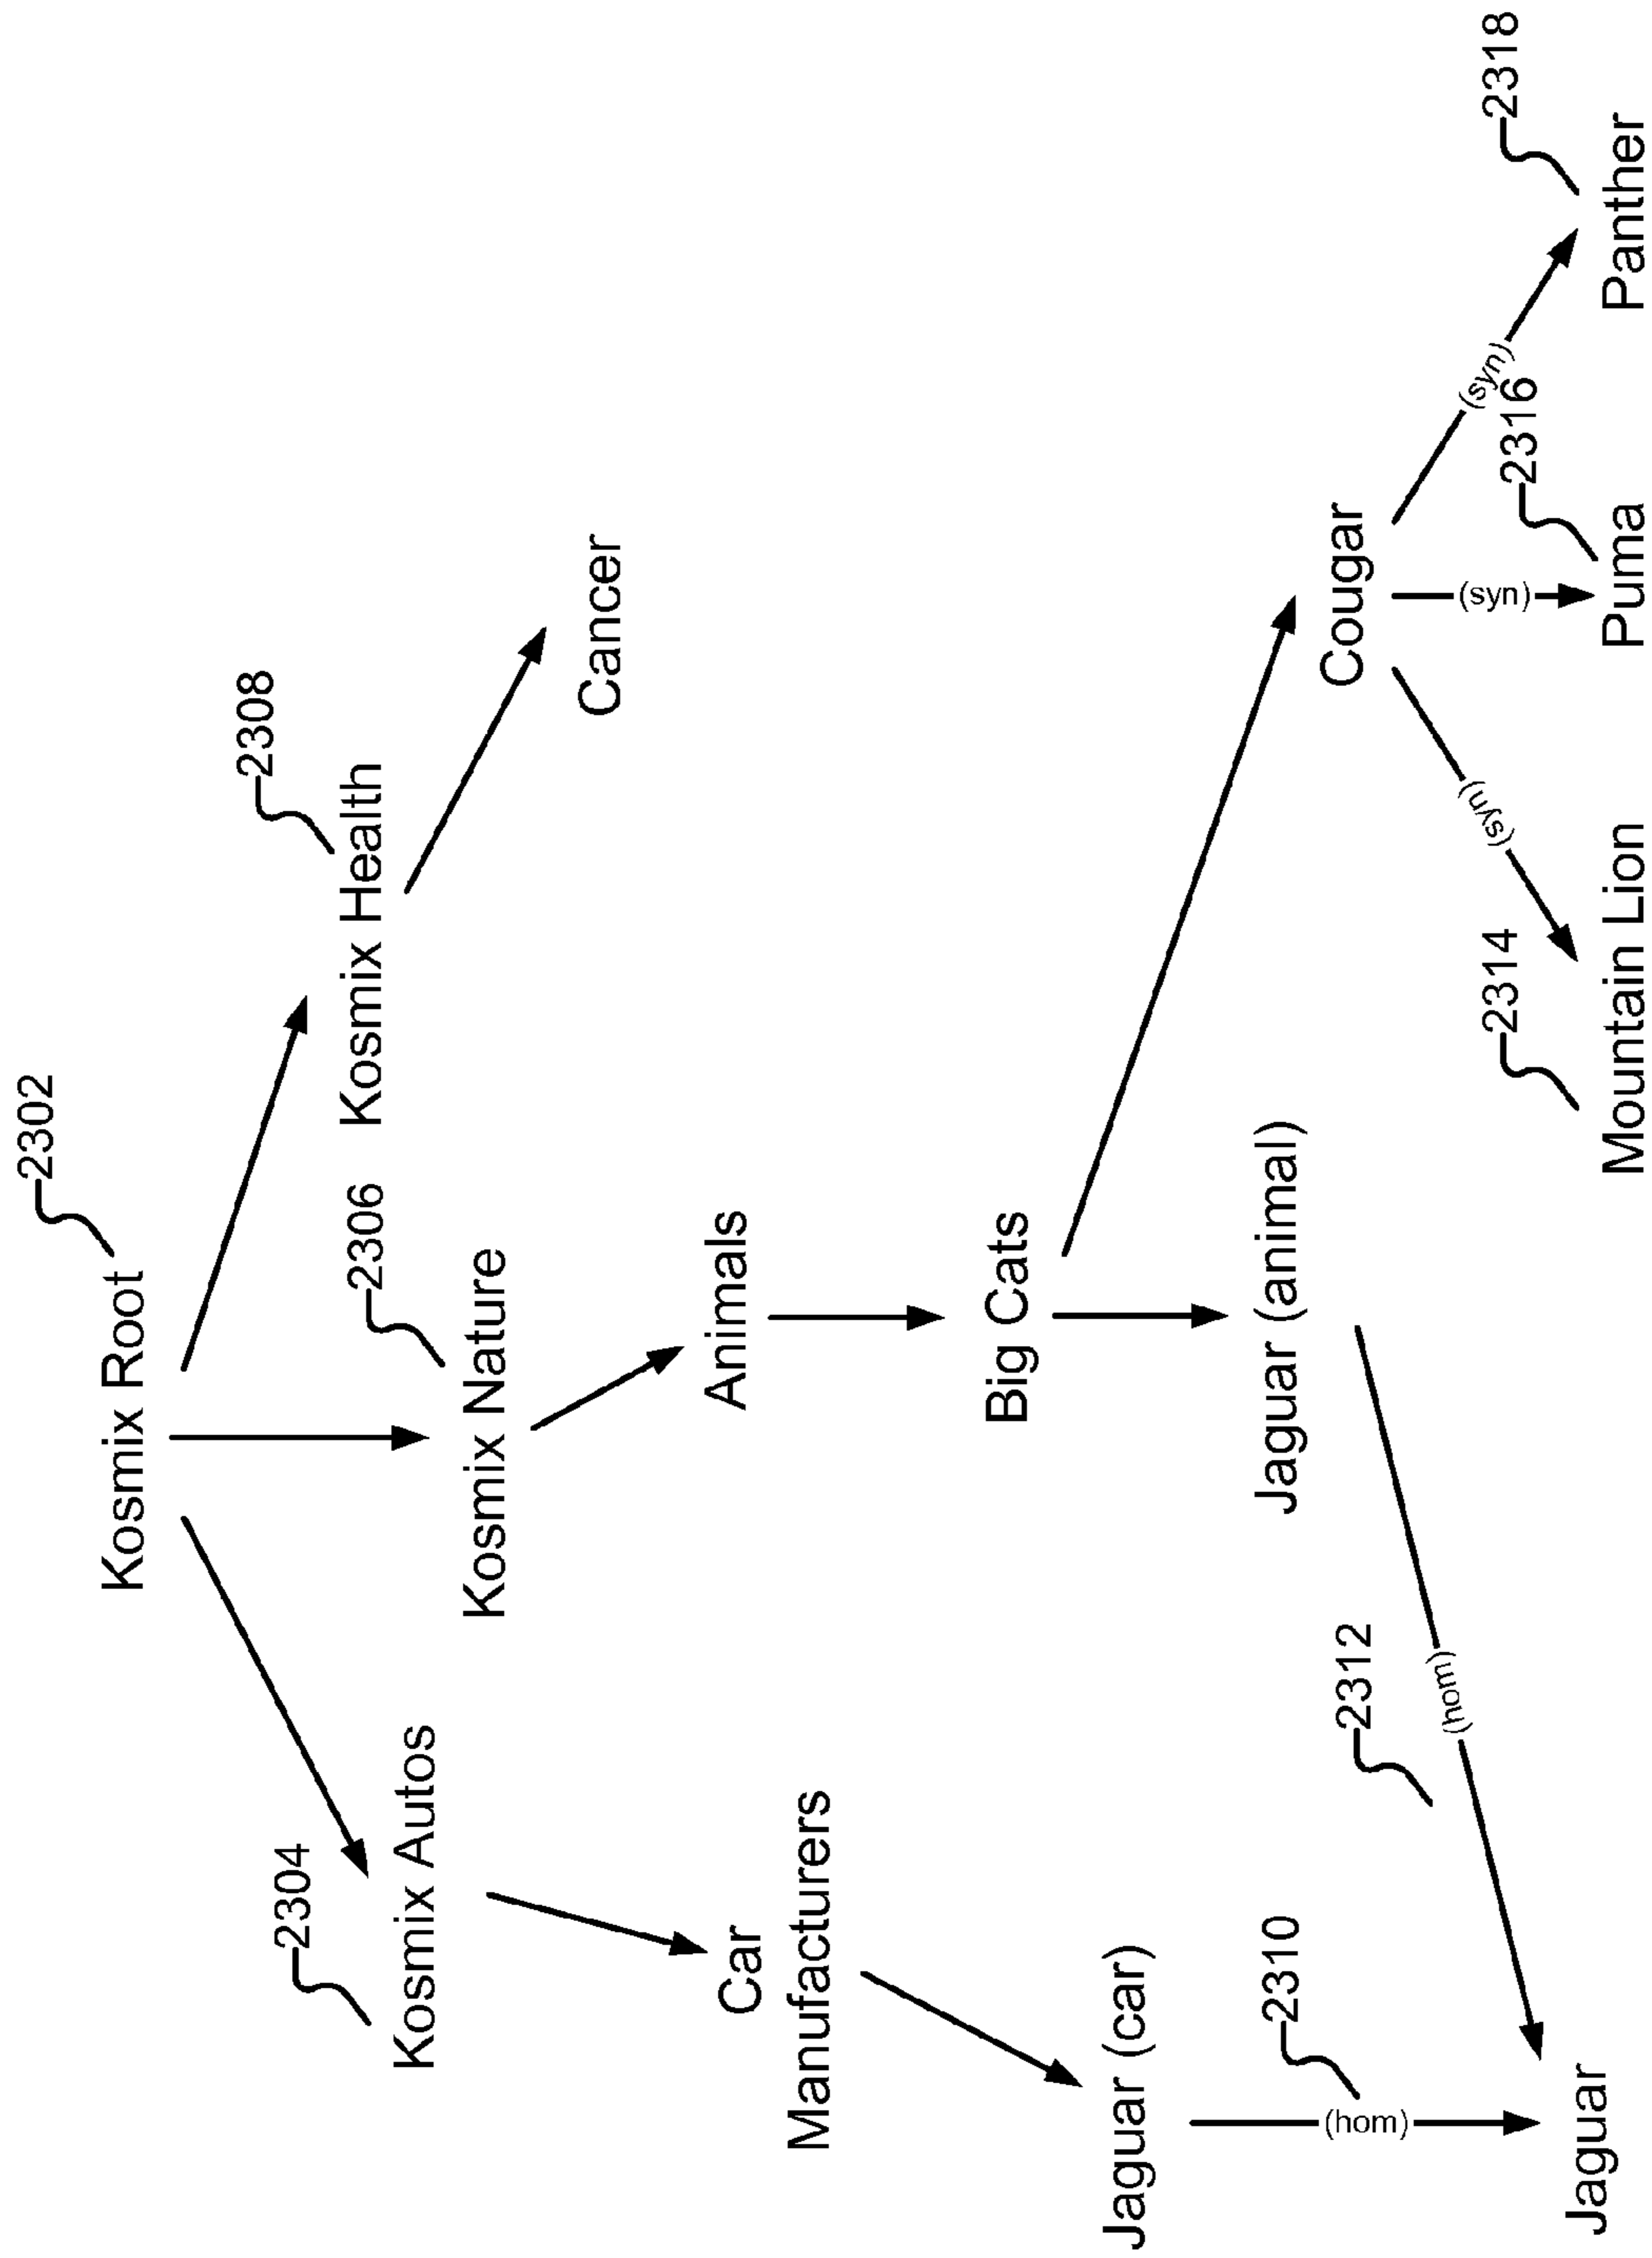 2302
Kosmix Root
2308
2304
2306
Kosmix Health
Kosmix Autos
Kosmix Nature
Cancer
Car
Manufacturers
Animals
Big Cats
Jaguar (car)
Jaguar (animal)
Cougar
2310
(hom)
2312
(hom)
(syn)
(syn)
(syn)
2314
2316
2318
Jaguar
Mountain Lion
Puma
Panther